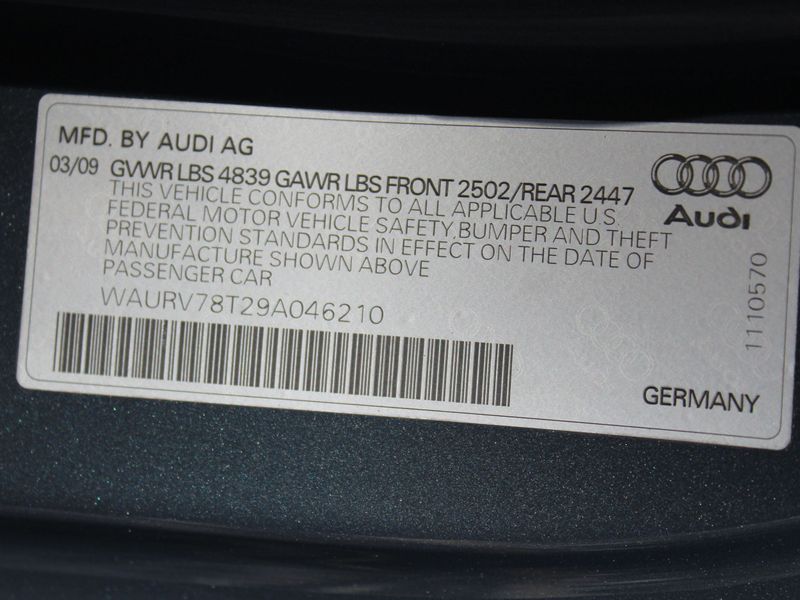 MFD. BY AUDI AG
03/09 GVWR LBS 4839 GAWR LBS FRONT 2502/REAR 2447
THIS VEHICLE CONFORMS TO ALL APPLICABLE U.S.
FEDERAL MOTOR VEHICLE SAFETY,BUMPER AND THEFT
PREVENTION STANDARDS IN EFFECT ON THE DATE OF
MANUFACTURE SHOWN ABOVE
PASSENGER CAR
WAURV78T29A046210
Audi
1110570
GERMANY